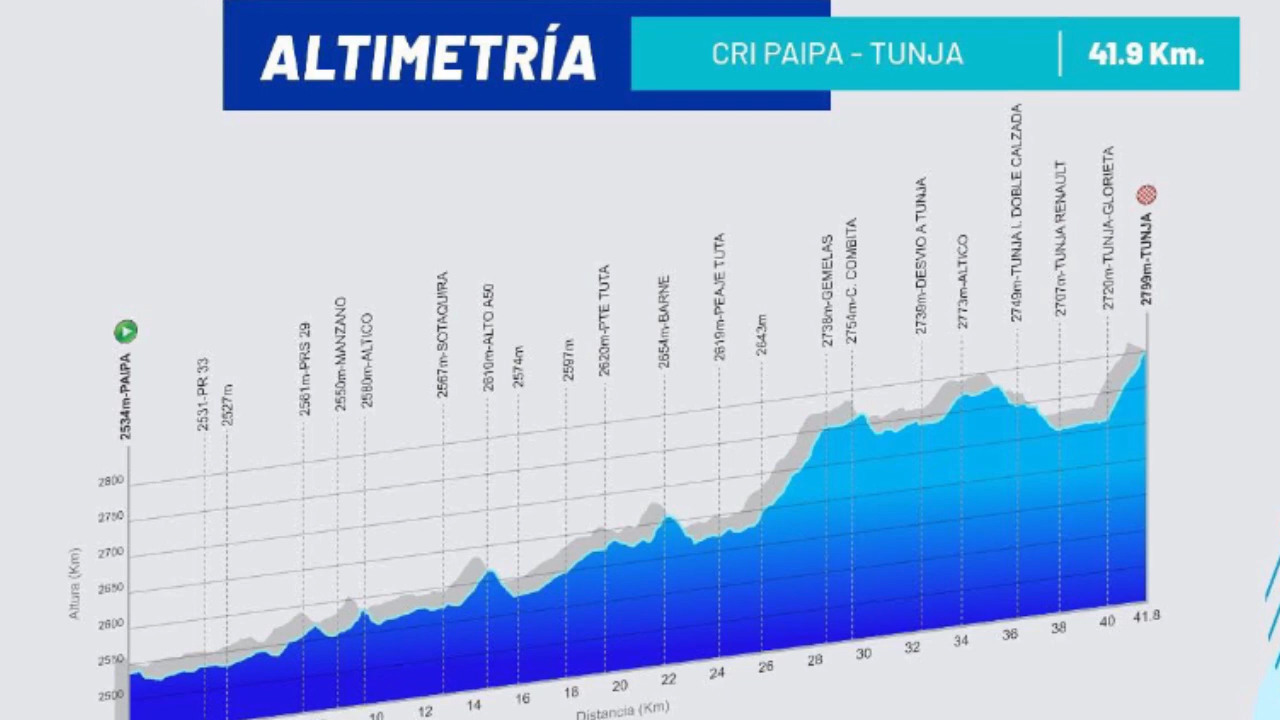 ALTIMETRÍA
CRI PAIPA - TUNJA
41.9 Km.
2534m-PAIPA
2531-PR 33
2527m
2561m-PRS 29
2550m-MANZANO
2580m-ALTICO
2567m-SOTAQUIRA
2610m-ALTO A50
2574m
2597m
2620m-PTE TUTA
2654m-BARNE
2619m-PEAJE TUTA
2643m
2738m-GEMELAS
2754m-C. COMBITA
2739m-DESVIO A TUNJA
2773m-ALTICO
2749m-TUNJA I. DOBLE CALZADA
2707m-TUNJA RENAULT
2720m-TUNJA-GLORIETA
2799m-TUNJA
2800
2750
2700
2650
2600
2550
2500
Altura (Km)
10
12
14
16
18
20
22
24
26
28
30
32
34
36
38
40
41.8
Distancia (Km)